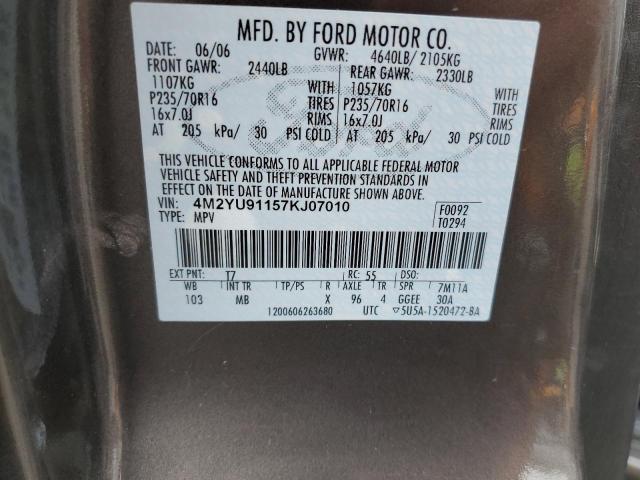 MFD. BY FORD MOTOR CO.
DATE: 06/06 GVWR: 4640LB/ 2105KG
FRONT GAWR: 2440LB REAR GAWR: 2330LB
1107KG WITH 1057KG WITH
P235/70R16 TIRES P235/70R16 TIRES
16x7.0J RIMS 16x7.0J RIMS
AT 205 kPa/ 30 PSI COLD AT 205 kPa/ 30 PSI COLD
THIS VEHICLE CONFORMS TO ALL APPLICABLE FEDERAL MOTOR
VEHICLE SAFETY AND THEFT PREVENTION STANDARDS IN
EFFECT ON THE DATE OF MANUFACTURE SHOWN ABOVE.
VIN: 4M2YU91157KJ07010 F0092
TYPE: MPV T0294
EXT PNT: T7 RC: 55 DSO:
WB INT TR TP/PS R AXLE TR SPR 7M11A
103 MB X 96 4 GGEE 30A
1200606263680 UTC ▽5U5A-1520472-BA
Ford